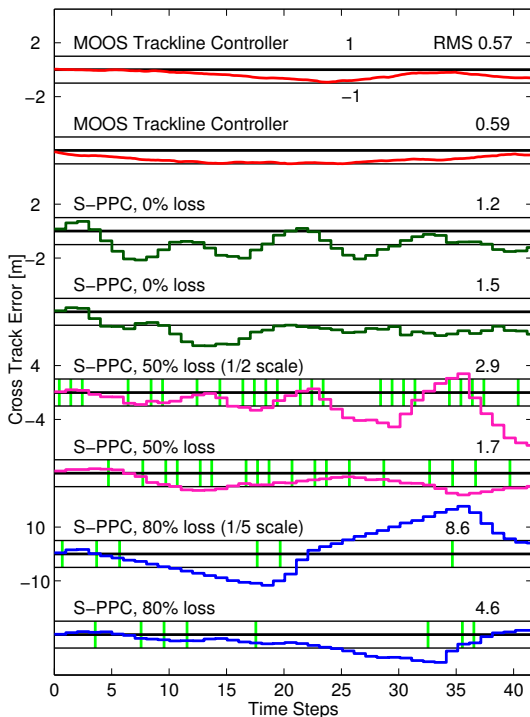 2
MOOS Trackline Controller 1 RMS 0.57
−2 −1
MOOS Trackline Controller 0.59
2
S−PPC, 0% loss 1.2
−2
S−PPC, 0% loss 1.5
4
S−PPC, 50% loss (1/2 scale) 2.9
−4
S−PPC, 50% loss 1.7
10
S−PPC, 80% loss (1/5 scale) 8.6
−10
S−PPC, 80% loss 4.6
Cross Track Error [m]
0 5 10 15 20 25 30 35 40
Time Steps